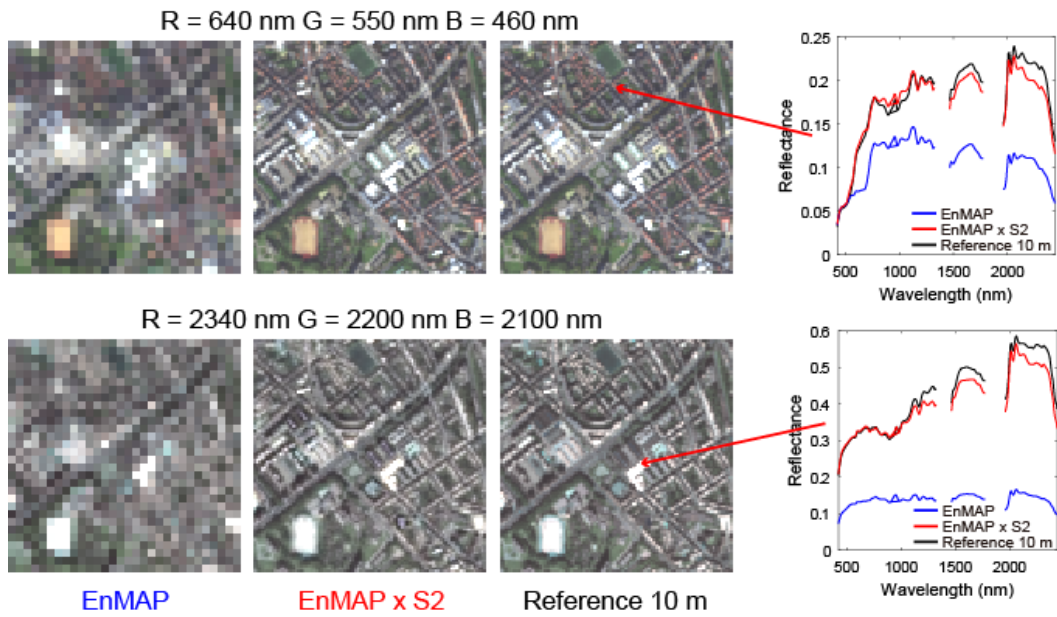 R = 640 nm G = 550 nm B = 460 nm
0.25
0.2
0.15
0.1
0.05
0
Reflectance
EnMAP
EnMAP x S2
Reference 10 m
500 1000 1500 2000
Wavelength (nm)
R = 2340 nm G = 2200 nm B = 2100 nm
0.6
0.5
0.4
0.3
0.2
0.1
0
Reflectance
EnMAP
EnMAP x S2
Reference 10 m
500 1000 1500 2000
Wavelength (nm)
EnMAP EnMAP x S2 Reference 10 m